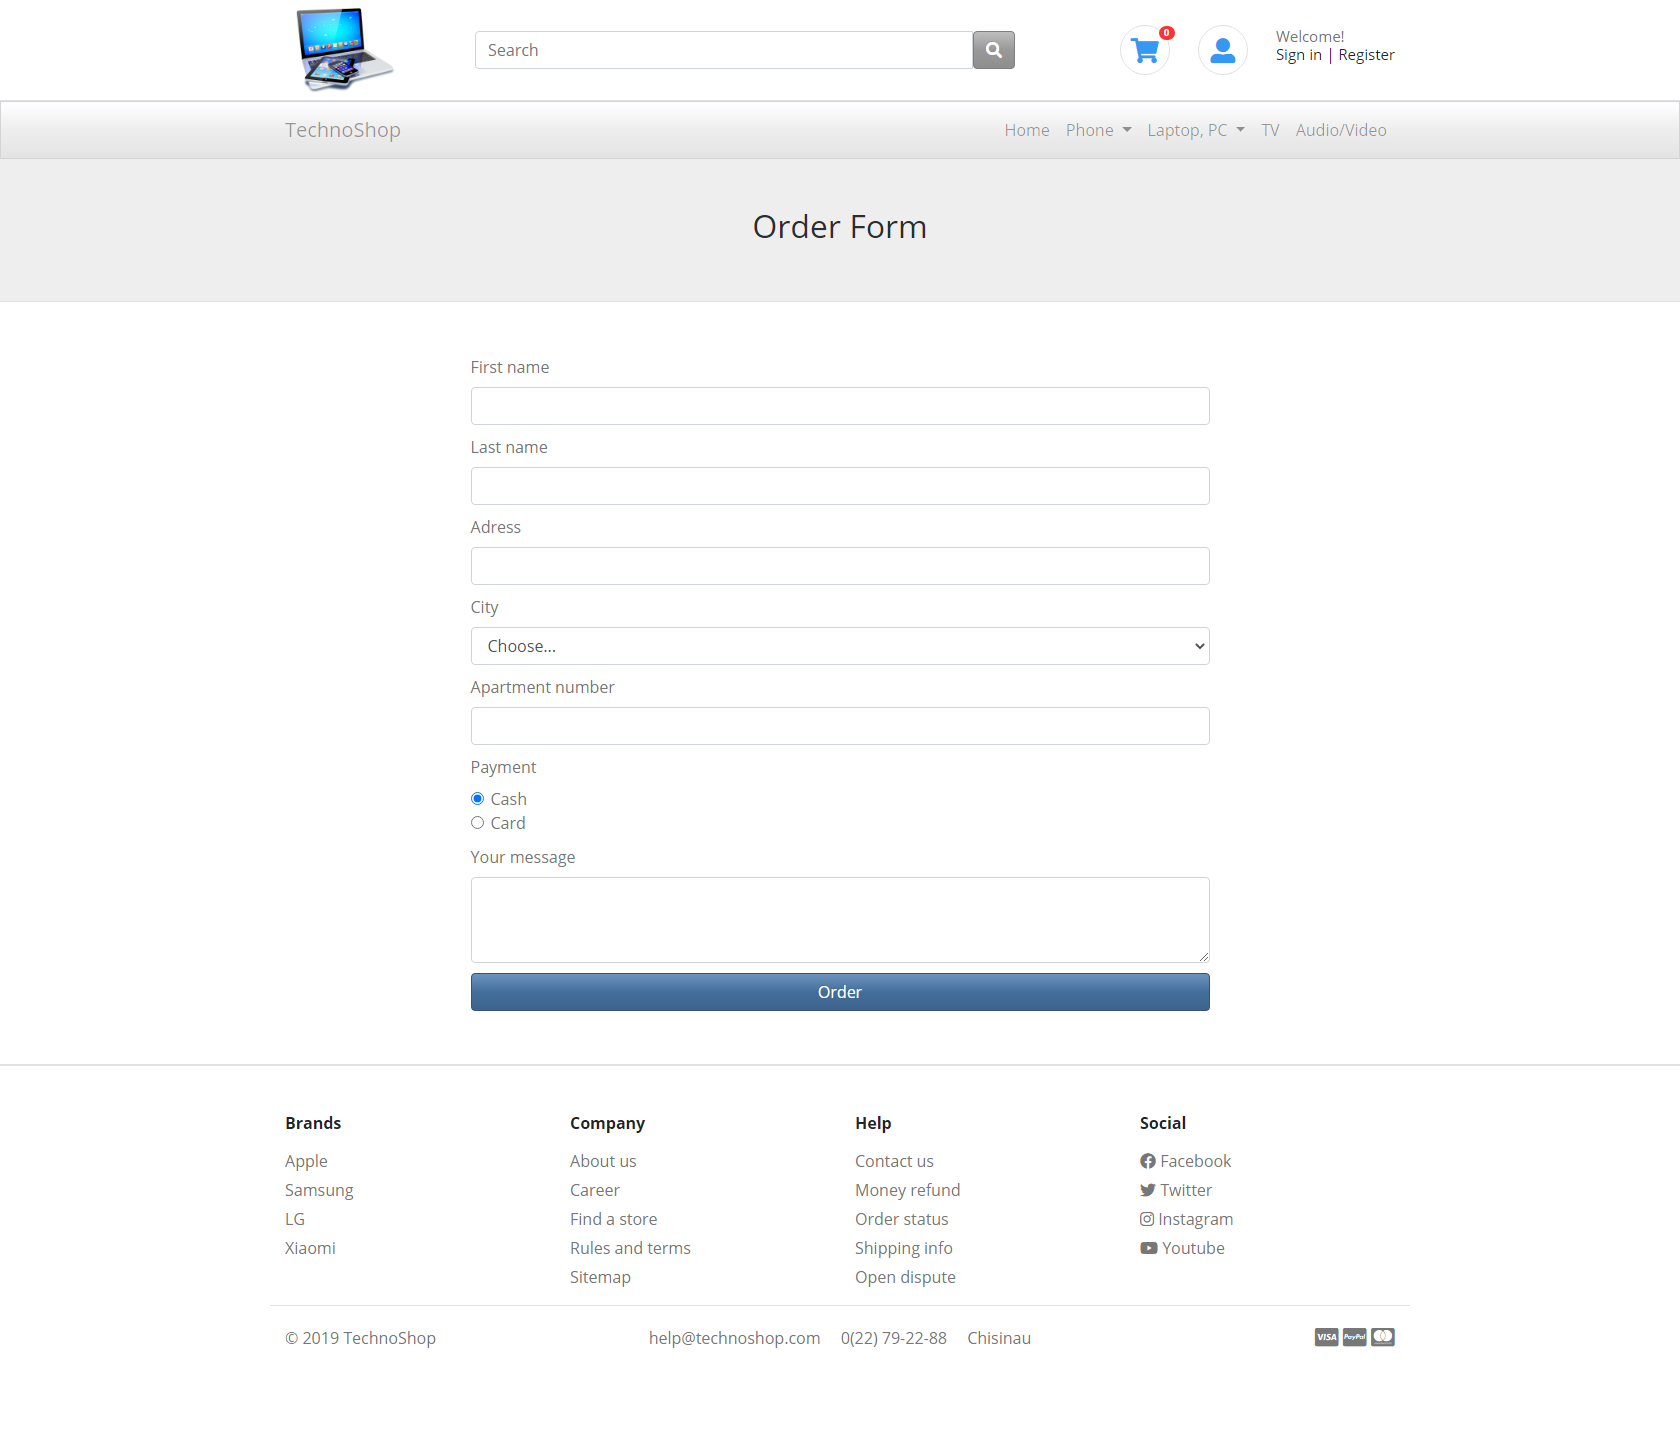 Search
0
Welcome!
Sign in | Register
TechnoShop
Home
Phone
Laptop, PC
TV
Audio/Video
Order Form
First name
Last name
Adress
City
Choose...
Apartment number
Payment
Cash
Card
Your message
Order
Brands
Apple
Samsung
LG
Xiaomi
Company
About us
Career
Find a store
Rules and terms
Sitemap
Help
Contact us
Money refund
Order status
Shipping info
Open dispute
Social
Facebook
Twitter
Instagram
Youtube
© 2019 TechnoShop
help@technoshop.com
0(22) 79-22-88
Chisinau
VISA
PayPal